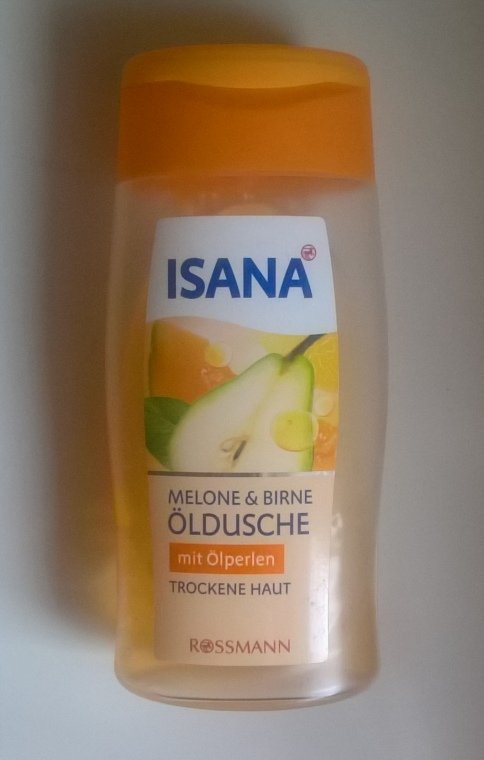 ISANA
MELONE & BIRNE
ÖLDUSCHE
mit Ölperlen
TROCKENE HAUT
ROSSMANN